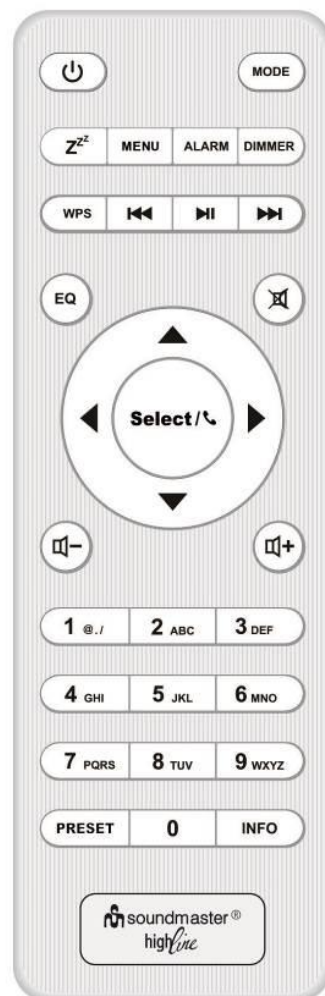 MODE
Zzz MENU ALARM DIMMER
WPS
EQ
Select/
1 @./ 2 ABC 3 DEF
4 GHI 5 JKL 6 MNO
7 PQRS 8 TUV 9 WXYZ
PRESET 0 INFO
soundmaster®
highline